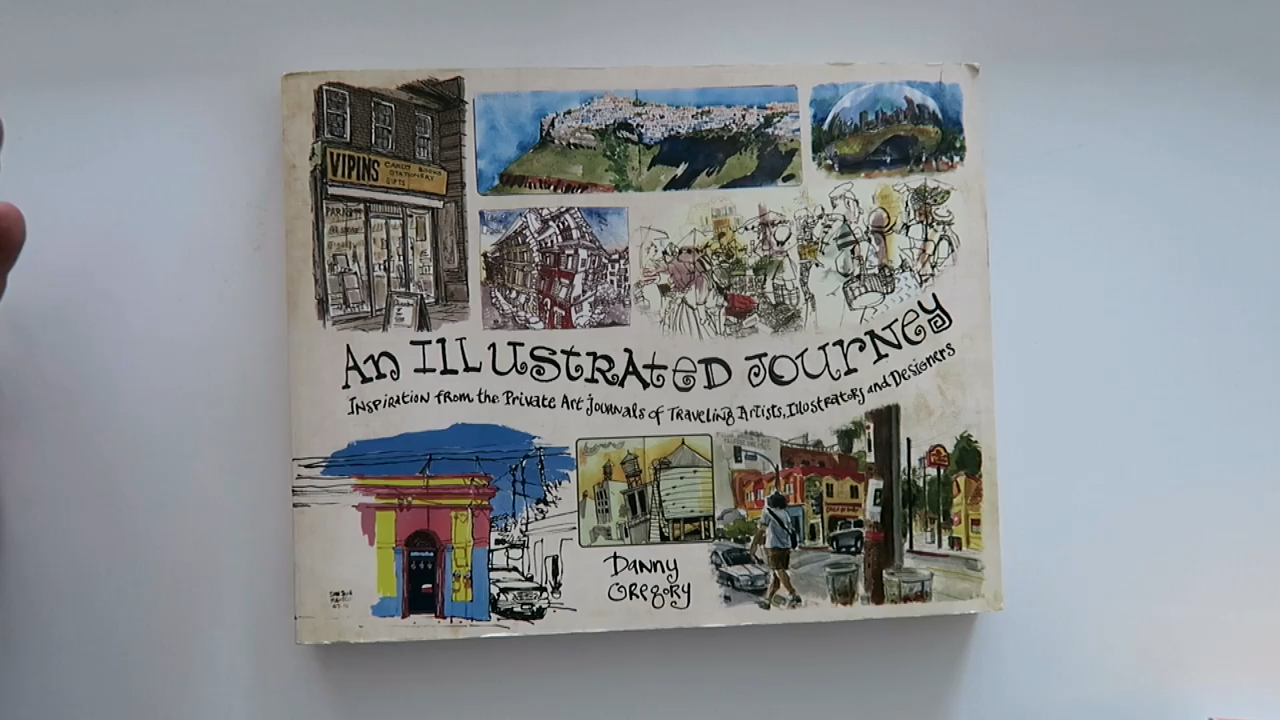 VIPINS
CARDS BOOKS
STATIONERY
GIFTS
An Illustrated Journey
Inspiration from the Private Art Journals of Traveling Artists, Illustrators and Designers
Danny
Gregory